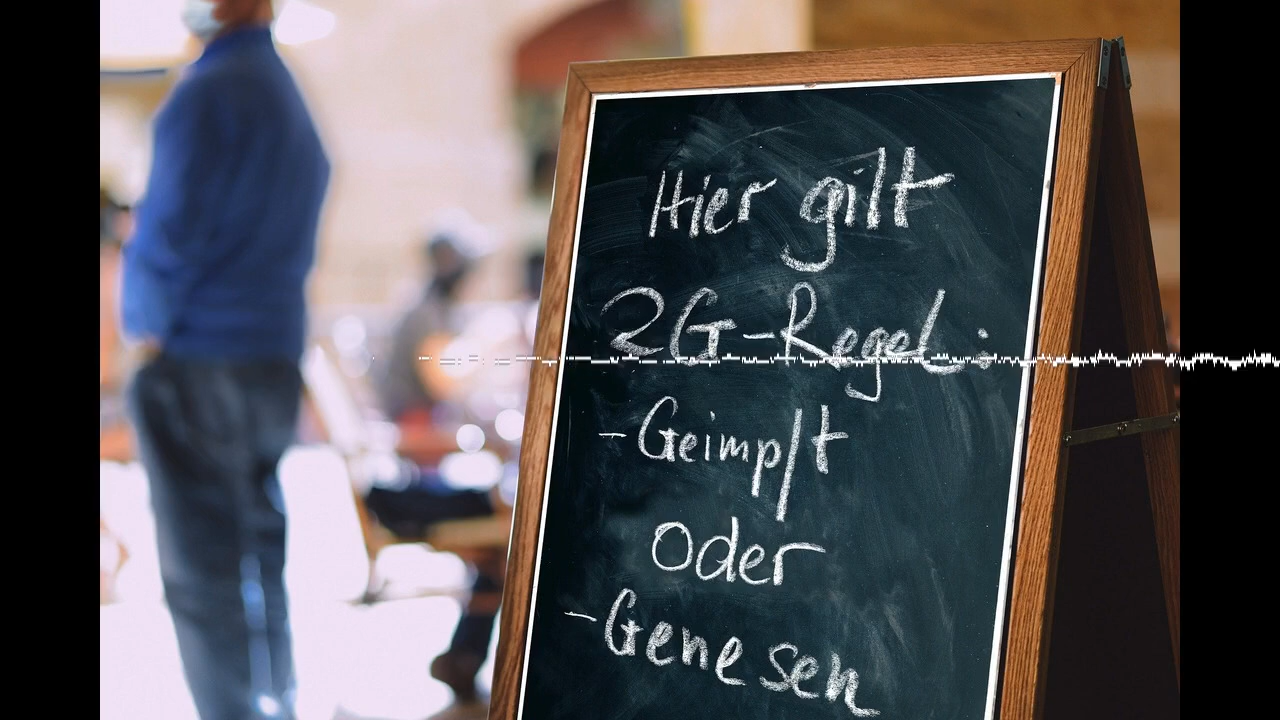 Hier gilt
2G-Regel:
- Geimpft
oder
- Genesen